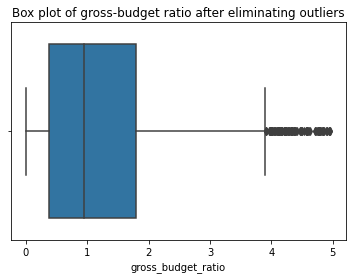 Box plot of gross-budget ratio after eliminating outliers
0 1 2 3 4 5
gross_budget_ratio